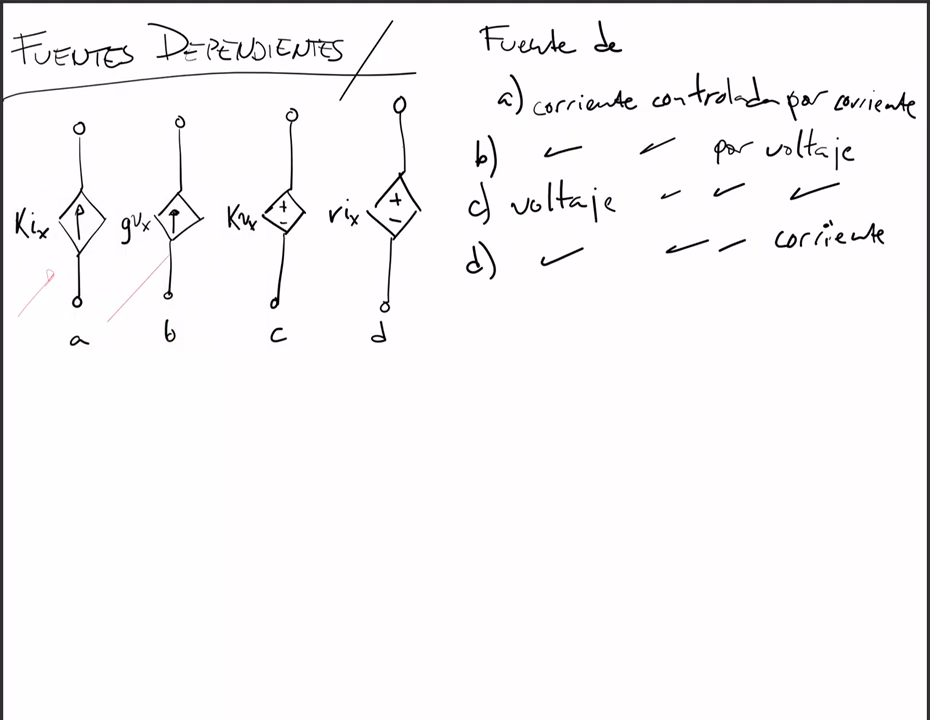 FUENTES DEPENDIENTES
Fuente de
a) corriente controlada por corriente
b) por voltaje
c) voltaje
d) corriente
Kix gvx Kvx rix
a b c d